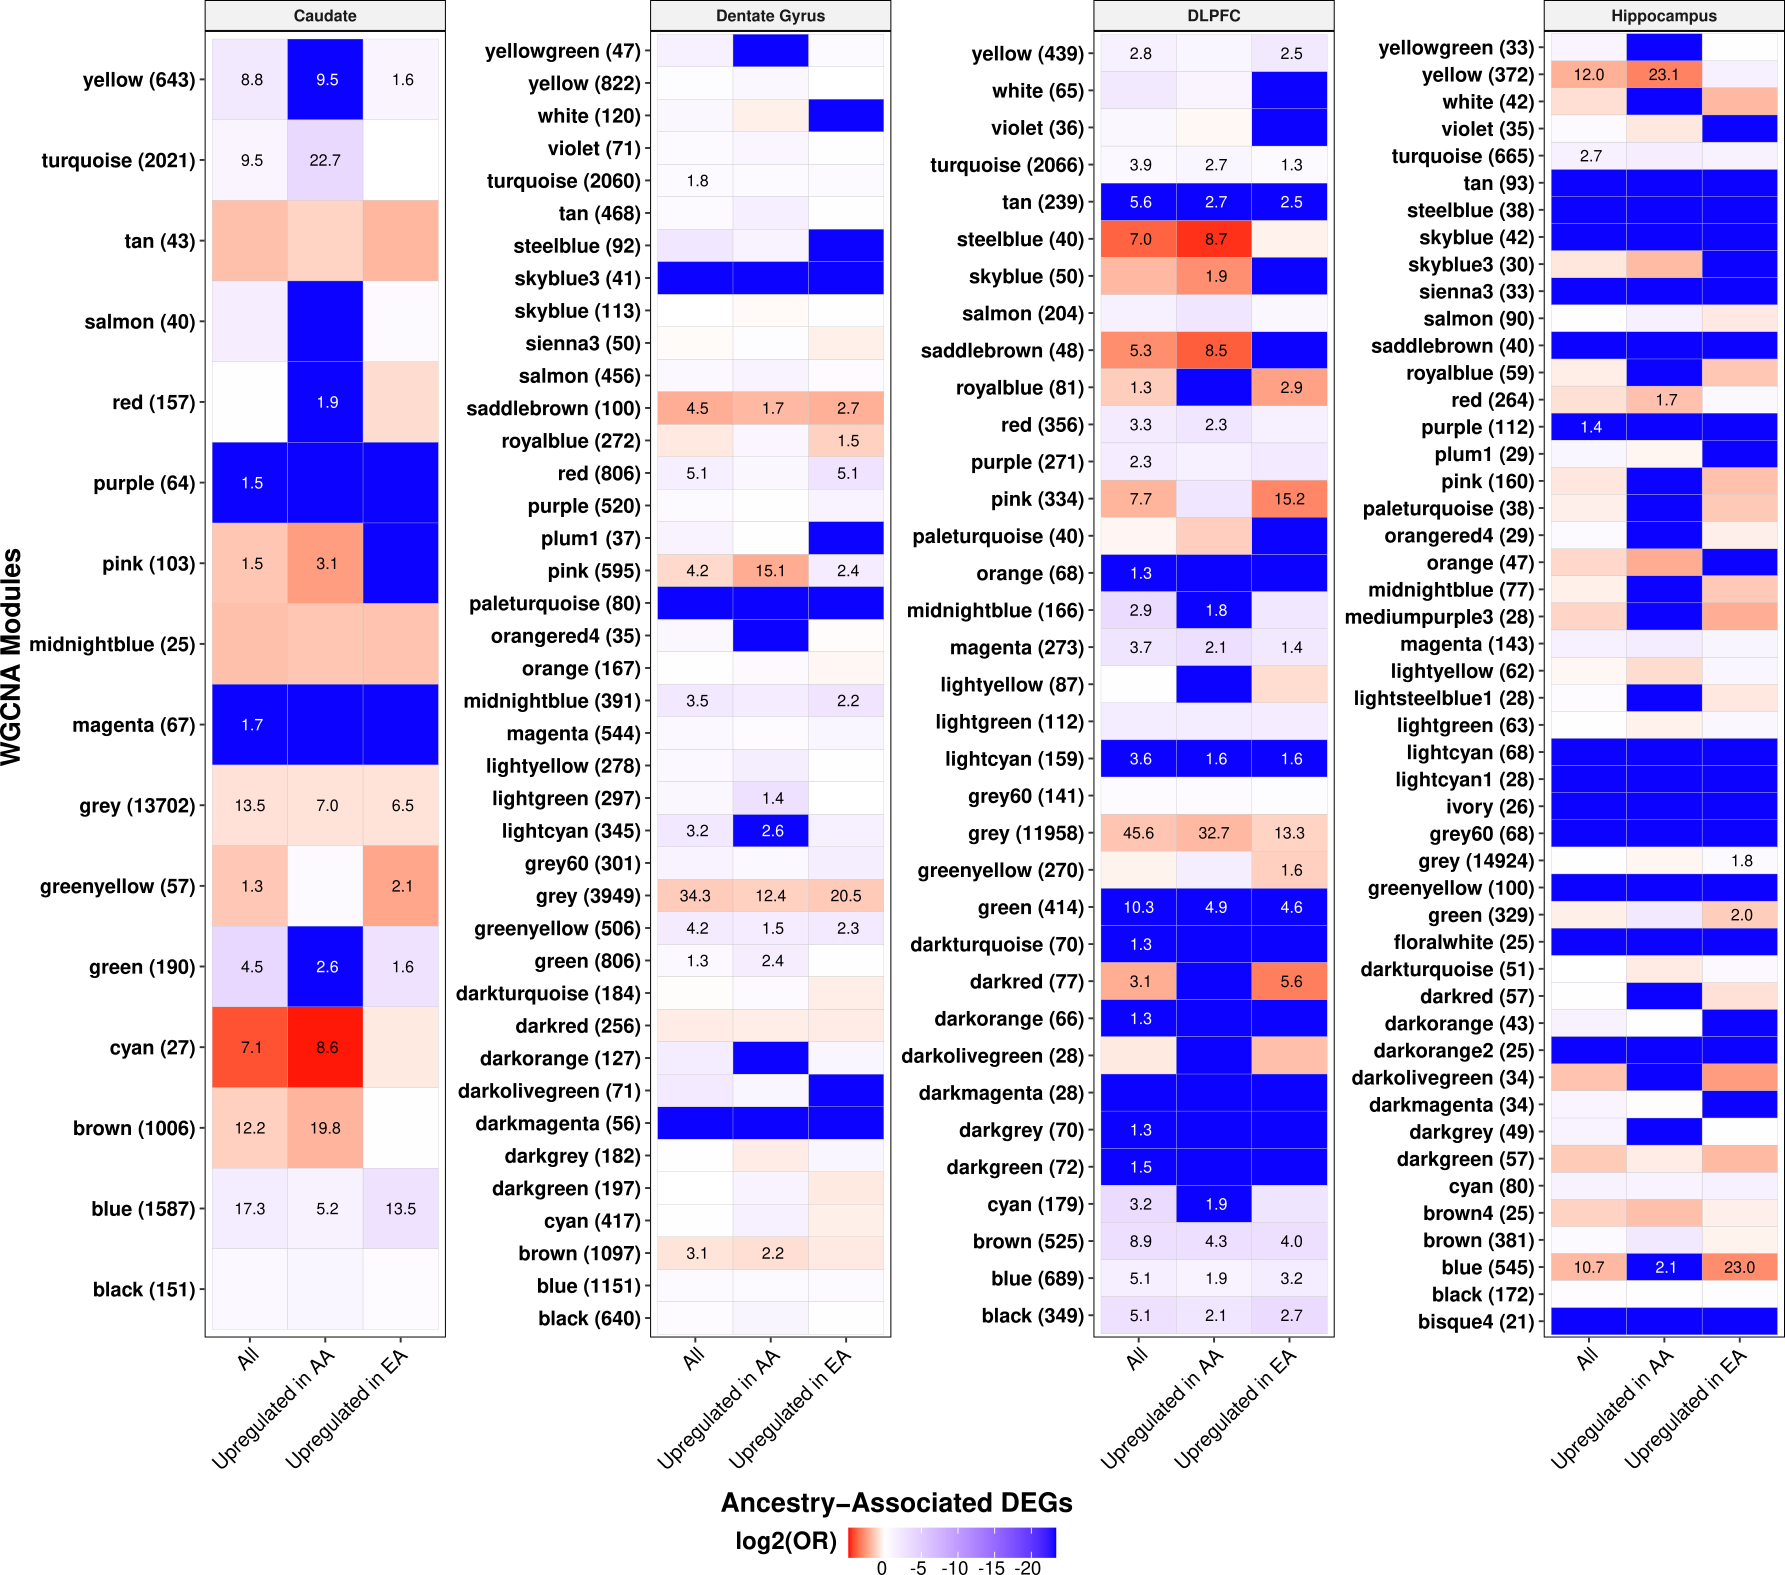 Caudate
yellow (643) 8.8 9.5 1.6
turquoise (2021) 9.5 22.7
tan (43)
salmon (40)
red (157) 1.9
purple (64) 1.5
pink (103) 1.5 3.1
midnightblue (25)
magenta (67) 1.7
grey (13702) 13.5 7.0 6.5
greenyellow (57) 1.3 2.1
green (190) 4.5 2.6 1.6
cyan (27) 7.1 8.6
brown (1006) 12.2 19.8
blue (1587) 17.3 5.2 13.5
black (151)
All
Upregulated in AA
Upregulated in EA
WGCNA Modules
Dentate Gyrus
yellowgreen (47)
yellow (822)
white (120)
violet (71)
turquoise (2060) 1.8
tan (468)
steelblue (92)
skyblue3 (41)
skyblue (113)
sienna3 (50)
salmon (456)
saddlebrown (100) 4.5 1.7 2.7
royalblue (272) 1.5
red (806) 5.1 5.1
purple (520)
plum1 (37)
pink (595) 4.2 15.1 2.4
paleturquoise (80)
orangered4 (35)
orange (167)
midnightblue (391) 3.5 2.2
magenta (544)
lightyellow (278)
lightgreen (297) 1.4
lightcyan (345) 3.2 2.6
grey60 (301)
grey (3949) 34.3 12.4 20.5
greenyellow (506) 4.2 1.5 2.3
green (806) 1.3 2.4
darkturquoise (184)
darkred (256)
darkorange (127)
darkolivegreen (71)
darkmagenta (56)
darkgrey (182)
darkgreen (197)
cyan (417)
brown (1097) 3.1 2.2
blue (1151)
black (640)
All
Upregulated in AA
Upregulated in EA
DLPFC
yellow (439) 2.8 2.5
white (65)
violet (36)
turquoise (2066) 3.9 2.7 1.3
tan (239) 5.6 2.7 2.5
steelblue (40) 7.0 8.7
skyblue (50) 1.9
salmon (204)
saddlebrown (48) 5.3 8.5
royalblue (81) 1.3 2.9
red (356) 3.3 2.3
purple (271) 2.3
pink (334) 7.7 15.2
paleturquoise (40)
orange (68) 1.3
midnightblue (166) 2.9 1.8
magenta (273) 3.7 2.1 1.4
lightyellow (87)
lightgreen (112)
lightcyan (159) 3.6 1.6 1.6
grey60 (141)
grey (11958) 45.6 32.7 13.3
greenyellow (270) 1.6
green (414) 10.3 4.9 4.6
darkturquoise (70) 1.3
darkred (77) 3.1 5.6
darkorange (66) 1.3
darkolivegreen (28)
darkmagenta (28)
darkgrey (70) 1.3
darkgreen (72) 1.5
cyan (179) 3.2 1.9
brown (525) 8.9 4.3 4.0
blue (689) 5.1 1.9 3.2
black (349) 5.1 2.1 2.7
All
Upregulated in AA
Upregulated in EA
Hippocampus
yellowgreen (33)
yellow (372) 12.0 23.1
white (42)
violet (35)
turquoise (665) 2.7
tan (93)
steelblue (38)
skyblue (42)
skyblue3 (30)
sienna3 (33)
salmon (90)
saddlebrown (40)
royalblue (59)
red (264) 1.7
purple (112) 1.4
plum1 (29)
pink (160)
paleturquoise (38)
orangered4 (29)
orange (47)
midnightblue (77)
mediumpurple3 (28)
magenta (143)
lightyellow (62)
lightsteelblue1 (28)
lightgreen (63)
lightcyan (68)
lightcyan1 (28)
ivory (26)
grey60 (68)
grey (14924) 1.8
greenyellow (100)
green (329) 2.0
floralwhite (25)
darkturquoise (51)
darkred (57)
darkorange (43)
darkorange2 (25)
darkolivegreen (34)
darkmagenta (34)
darkgrey (49)
darkgreen (57)
cyan (80)
brown4 (25)
brown (381)
blue (545) 10.7 2.1 23.0
black (172)
bisque4 (21)
All
Upregulated in AA
Upregulated in EA
Ancestry−Associated DEGs
log2(OR)
0 -5 -10 -15 -20